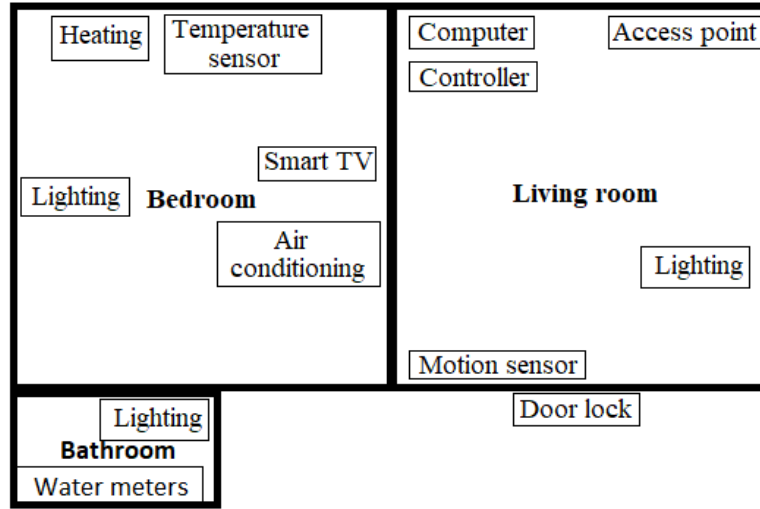 Heating
Temperature
sensor
Smart TV
Lighting
Bedroom
Air
conditioning
Computer
Access point
Controller
Living room
Lighting
Motion sensor
Door lock
Lighting
Bathroom
Water meters